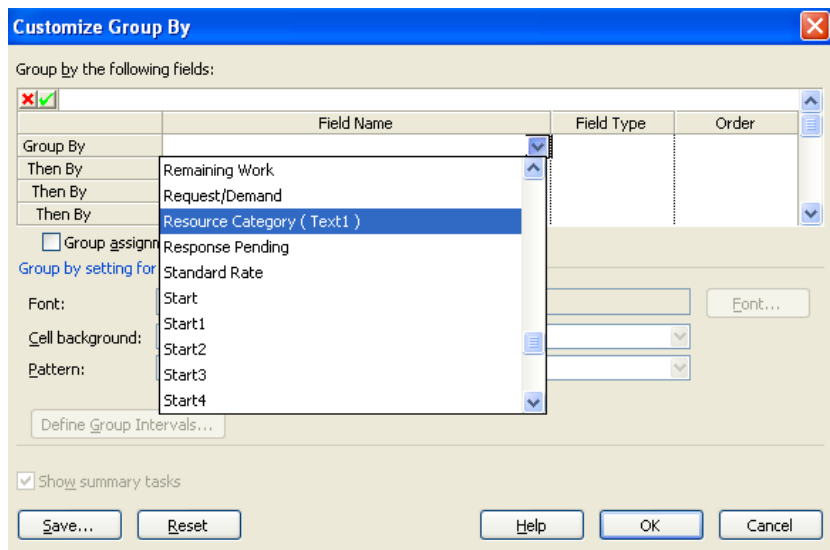 Customize Group By
Group by the following fields:
Field Name Field Type Order
Group By
Then By
Then By
Then By
Remaining Work
Request/Demand
Resource Category ( Text1 )
Response Pending
Standard Rate
Start
Start1
Start2
Start3
Start4
Group assignm
Group by setting for
Font:
Font...
Cell background:
Pattern:
Define Group Intervals...
Show summary tasks
Save... Reset Help OK Cancel